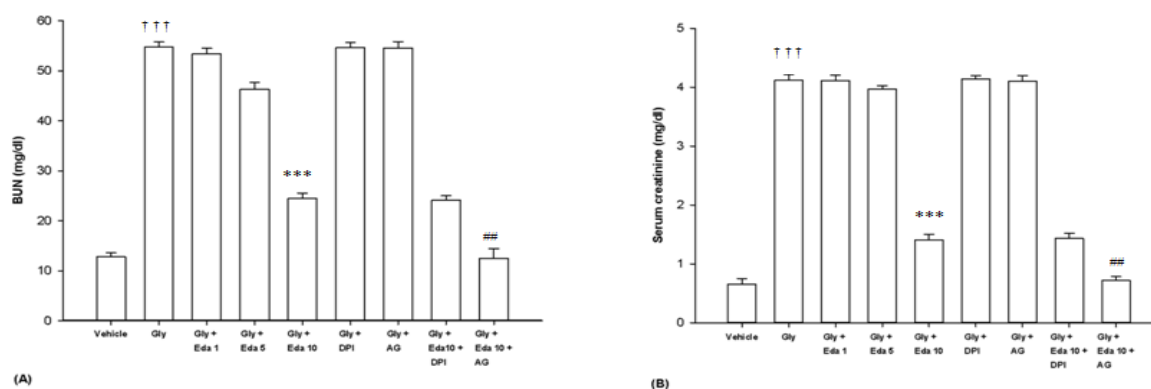 60
50
40
30
20
10
0
BUN (mg/dl)
†††
***
##
Vehicle
Gly
Gly +
Eda 1
Gly +
Eda 5
Gly +
Eda 10
Gly +
DPI
Gly +
AG
Gly +
Eda10 +
DPI
Gly +
Eda 10 +
AG
(A)
5
4
3
2
1
0
Serum creatinine (mg/dl)
†††
***
##
Vehicle
Gly
Gly +
Eda 1
Gly +
Eda 5
Gly +
Eda 10
Gly +
DPI
Gly +
AG
Gly +
Eda 10 +
DPI
Gly +
Eda 10 +
AG
(B)